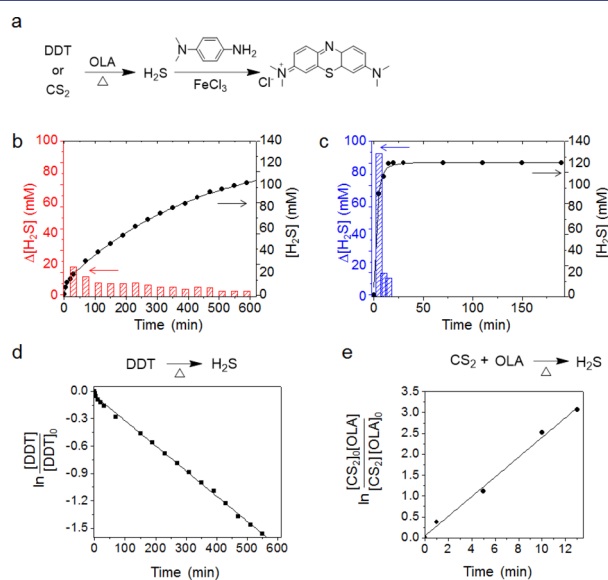 a
DDT
or
CS2
OLA
△
H2S
N
NH2
FeCl3
N
S
N+
Cl-
N
b
Δ[H2S] (mM)
100
80
60
40
20
0
140
120
100
80
60
40
20
0
[H2S] (mM)
0 100 200 300 400 500 600
Time (min)
c
Δ[H2S] (mM)
100
80
60
40
20
0
140
120
100
80
60
40
20
0
[H2S] (mM)
0 50 100 150
Time (min)
d
DDT △ H2S
ln [DDT]/[DDT]0
0.0
-0.3
-0.6
-0.9
-1.2
-1.5
0 100 200 300 400 500 600
Time (min)
e
CS2 + OLA △ H2S
ln [CS2]0[OLA]/[CS2][OLA]0
3.5
3.0
2.5
2.0
1.5
1.0
0.5
0.0
0 2 4 6 8 10 12 14
Time (min)